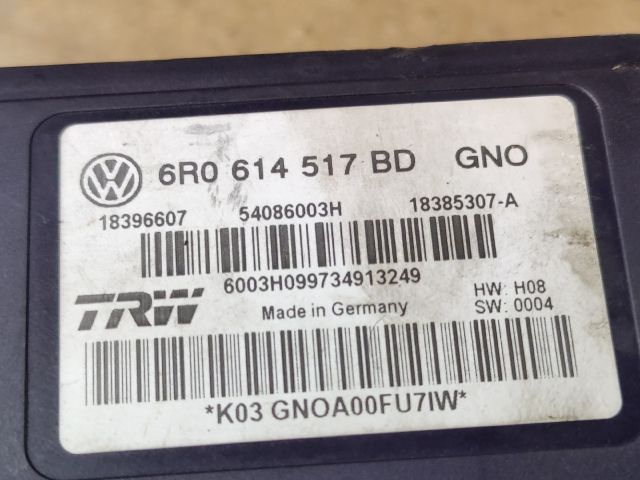 VW 6R0 614 517 BD GNO
18396607 54086003H 18385307-A
6003H099734913249
TRW Made in Germany HW: H08
SW: 0004
*K03 GNOA00FU7IW*